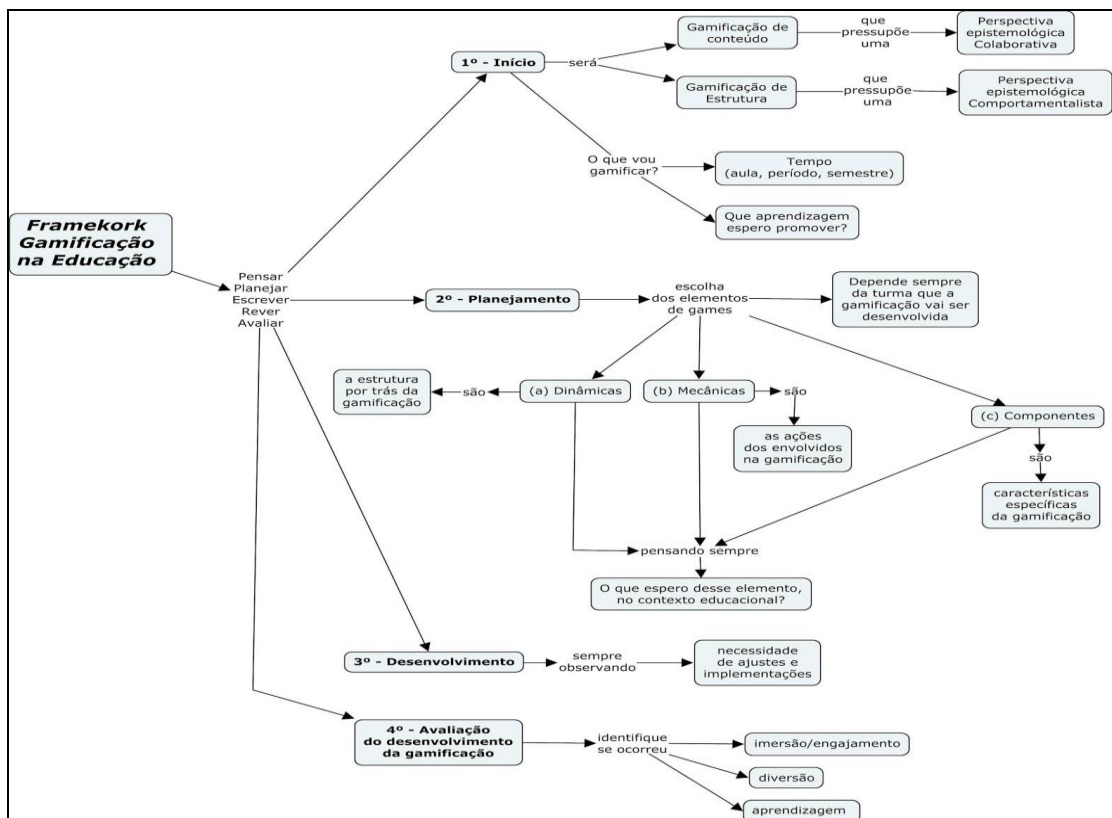 Framekork
Gamificação
na Educação
Pensar
Planejar
Escrever
Rever
Avaliar
1º - Início
será
Gamificação de
conteúdo
que
pressupõe
uma
Perspectiva
epistemológica
Colaborativa
Gamificação de
Estrutura
que
pressupõe
uma
Perspectiva
epistemológica
Comportamentalista
O que vou
gamificar?
Tempo
(aula, período, semestre)
Que aprendizagem
espero promover?
2º - Planejamento
escolha
dos elementos
de games
Depende sempre
da turma que a
gamificação vai ser
desenvolvida
(a) Dinâmicas
são
a estrutura
por trás da
gamificação
(b) Mecânicas
são
as ações
dos envolvidos
na gamificação
(c) Componentes
são
características
específicas
da gamificação
pensando sempre
O que espero desse elemento,
no contexto educacional?
3º - Desenvolvimento
sempre
observando
necessidade
de ajustes e
implementações
4º - Avaliação
do desenvolvimento
da gamificação
identifique
se ocorreu
imersão/engajamento
diversão
aprendizagem